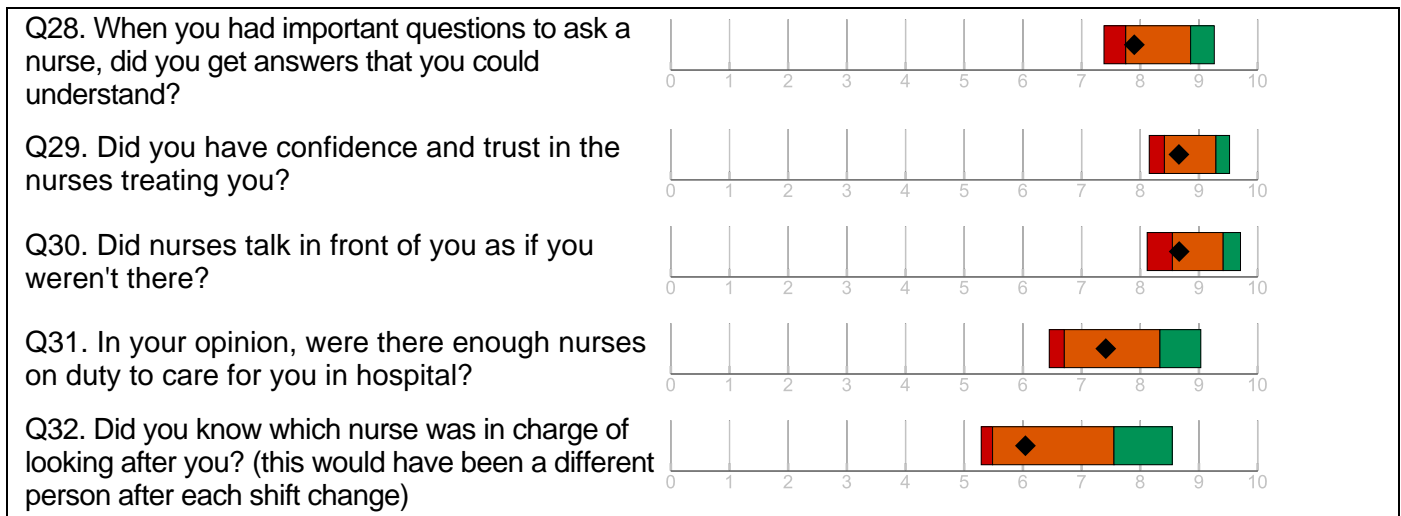 Q28. When you had important questions to ask a
nurse, did you get answers that you could
understand?
0 1 2 3 4 5 6 7 8 9 10
Q29. Did you have confidence and trust in the
nurses treating you?
0 1 2 3 4 5 6 7 8 9 10
Q30. Did nurses talk in front of you as if you
weren't there?
0 1 2 3 4 5 6 7 8 9 10
Q31. In your opinion, were there enough nurses
on duty to care for you in hospital?
0 1 2 3 4 5 6 7 8 9 10
Q32. Did you know which nurse was in charge of
looking after you? (this would have been a different
person after each shift change)
0 1 2 3 4 5 6 7 8 9 10